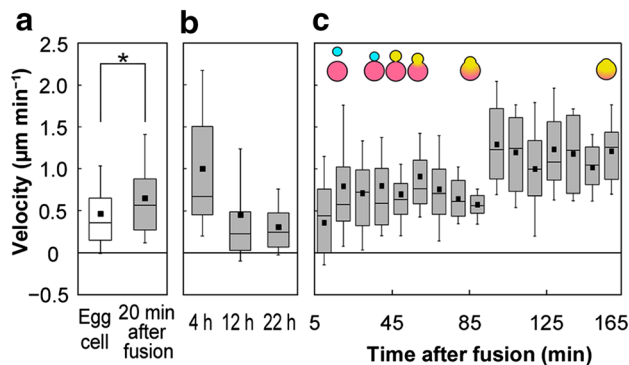 a
b
c
Velocity (μm min⁻¹)
2.5
2.0
1.5
1.0
0.5
0
−0.5
*
Egg cell
20 min after fusion
4 h 12 h 22 h
5 45 85 125 165
Time after fusion (min)